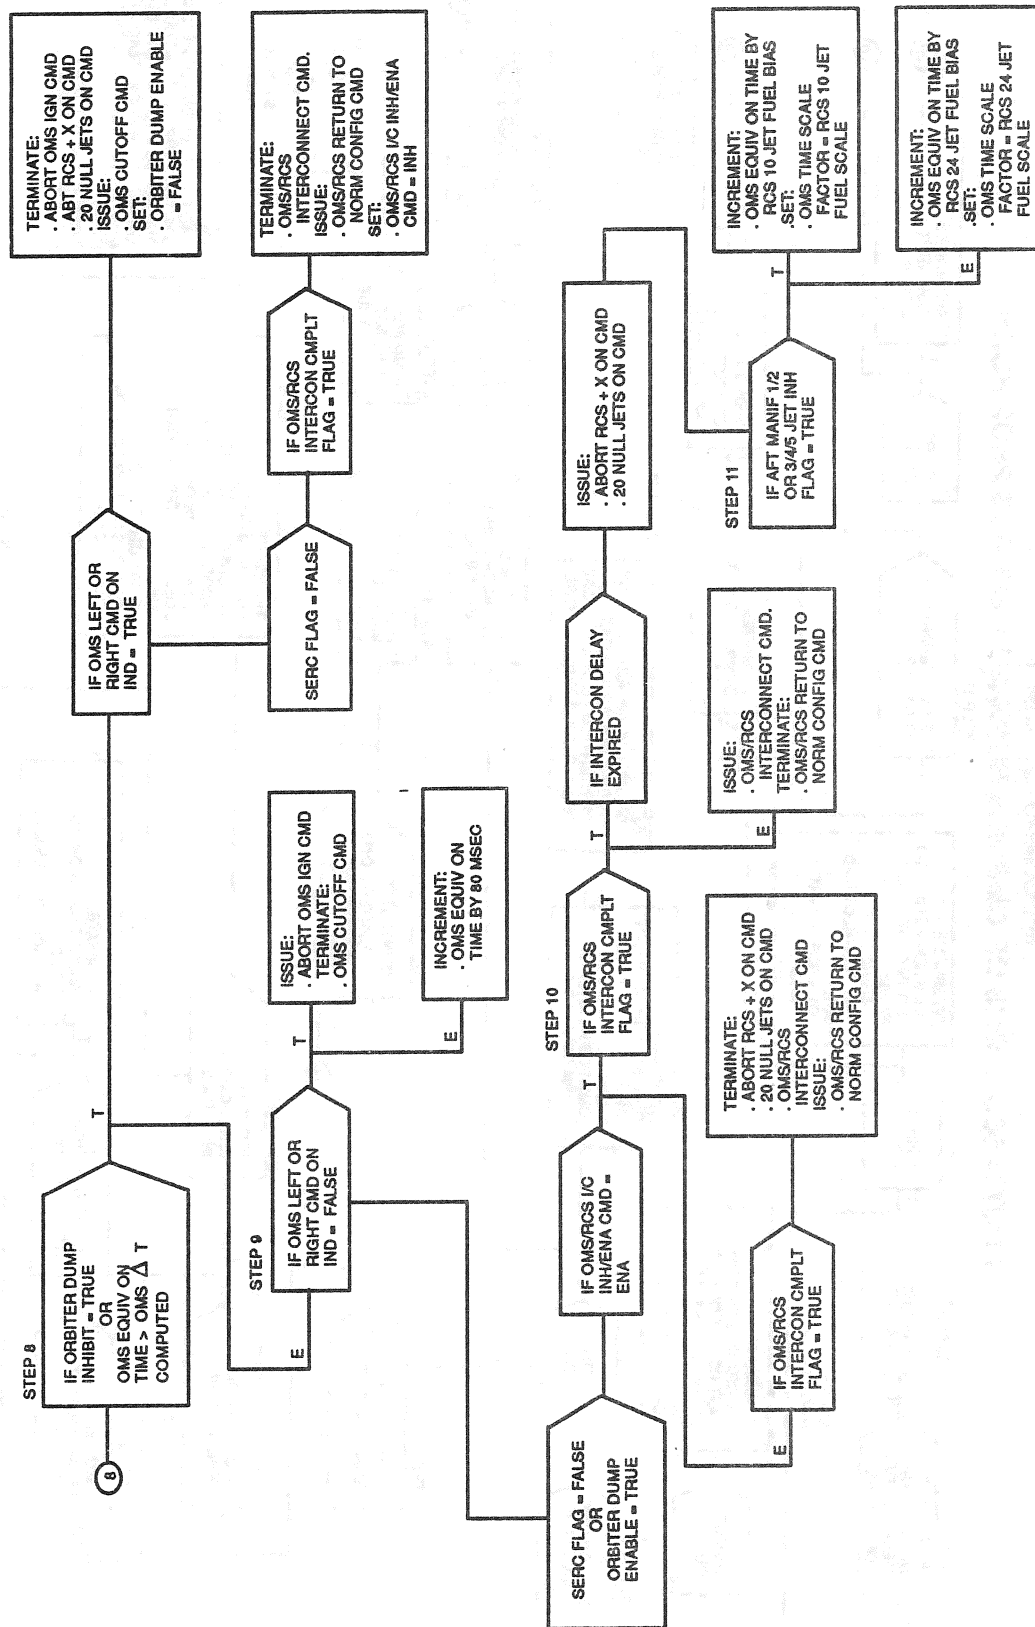 STEP 8
8
IF ORBITER DUMP
INHIBIT = TRUE
OR
OMS EQUIV ON
TIME > OMS Δ T
COMPUTED
T
E
IF OMS LEFT OR
RIGHT CMD ON
IND = TRUE
TERMINATE:
. ABORT OMS IGN CMD
. ABT RCS + X ON CMD
. 20 NULL JETS ON CMD
ISSUE:
. OMS CUTOFF CMD
SET:
. ORBITER DUMP ENABLE
= FALSE
SERC FLAG = FALSE
IF OMS/RCS
INTERCON CMPLT
FLAG = TRUE
TERMINATE:
. OMS/RCS
INTERCONNECT CMD.
ISSUE:
. OMS/RCS RETURN TO
NORM CONFIG CMD
SET:
. OMS/RCS I/C INH/ENA
CMD = INH
STEP 9
IF OMS LEFT OR
RIGHT CMD ON
IND = FALSE
T
E
ISSUE:
. ABORT OMS IGN CMD
TERMINATE:
. OMS CUTOFF CMD
INCREMENT:
. OMS EQUIV ON
TIME BY 80 MSEC
SERC FLAG = FALSE
OR
ORBITER DUMP
ENABLE = TRUE
IF OMS/RCS I/C
INH/ENA CMD =
ENA
T
E
IF OMS/RCS
INTERCON CMPLT
FLAG = TRUE
TERMINATE:
. ABORT RCS + X ON CMD
. 20 NULL JETS ON CMD
. OMS/RCS
INTERCONNECT CMD
ISSUE:
. OMS/RCS RETURN TO
NORM CONFIG CMD
STEP 10
IF OMS/RCS
INTERCON CMPLT
FLAG = TRUE
T
E
IF INTERCON DELAY
EXPIRED
ISSUE:
. OMS/RCS
INTERCONNECT CMD.
TERMINATE:
. OMS/RCS RETURN TO
NORM CONFIG CMD
ISSUE:
. ABORT RCS + X ON CMD
. 20 NULL JETS ON CMD
STEP 11
IF AFT MANIF 1/2
OR 3/4/5 JET INH
FLAG = TRUE
T
E
INCREMENT:
. OMS EQUIV ON TIME BY
RCS 10 JET FUEL BIAS
.SET:
. OMS TIME SCALE
FACTOR = RCS 10 JET
FUEL SCALE
INCREMENT:
. OMS EQUIV ON TIME BY
RCS 24 JET FUEL BIAS
.SET:
. OMS TIME SCALE
FACTOR = RCS 24 JET
FUEL SCALE